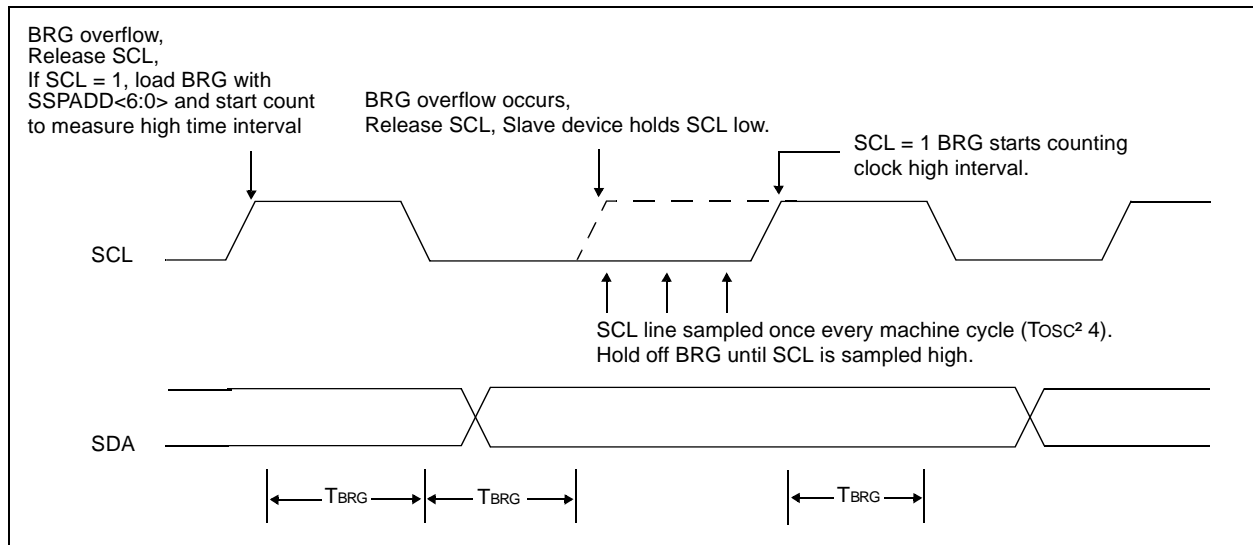 BRG overflow,
Release SCL,
If SCL = 1, load BRG with
SSPADD<6:0> and start count
to measure high time interval
BRG overflow occurs,
Release SCL, Slave device holds SCL low.
SCL = 1 BRG starts counting
clock high interval.
SCL
SCL line sampled once every machine cycle (TOSC² 4).
Hold off BRG until SCL is sampled high.
SDA
TBRG
TBRG
TBRG